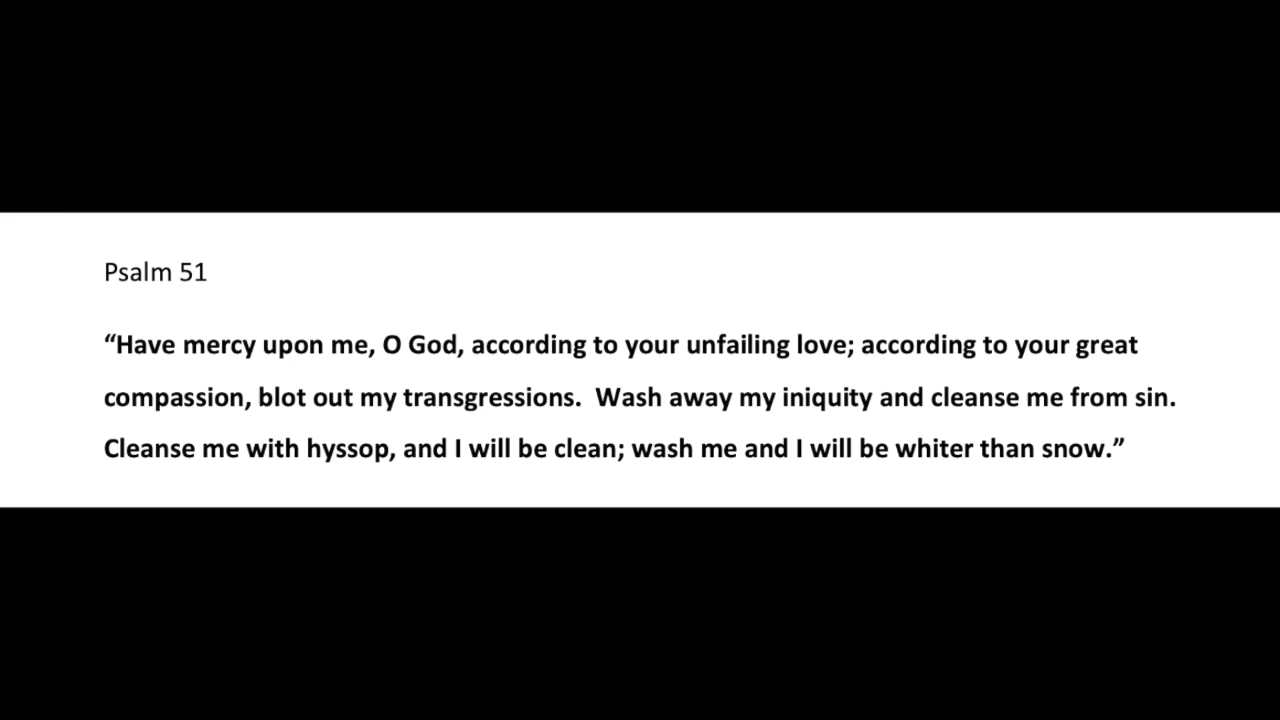 Psalm 51
“Have mercy upon me, O God, according to your unfailing love; according to your great
compassion, blot out my transgressions.  Wash away my iniquity and cleanse me from sin.
Cleanse me with hyssop, and I will be clean; wash me and I will be whiter than snow.”